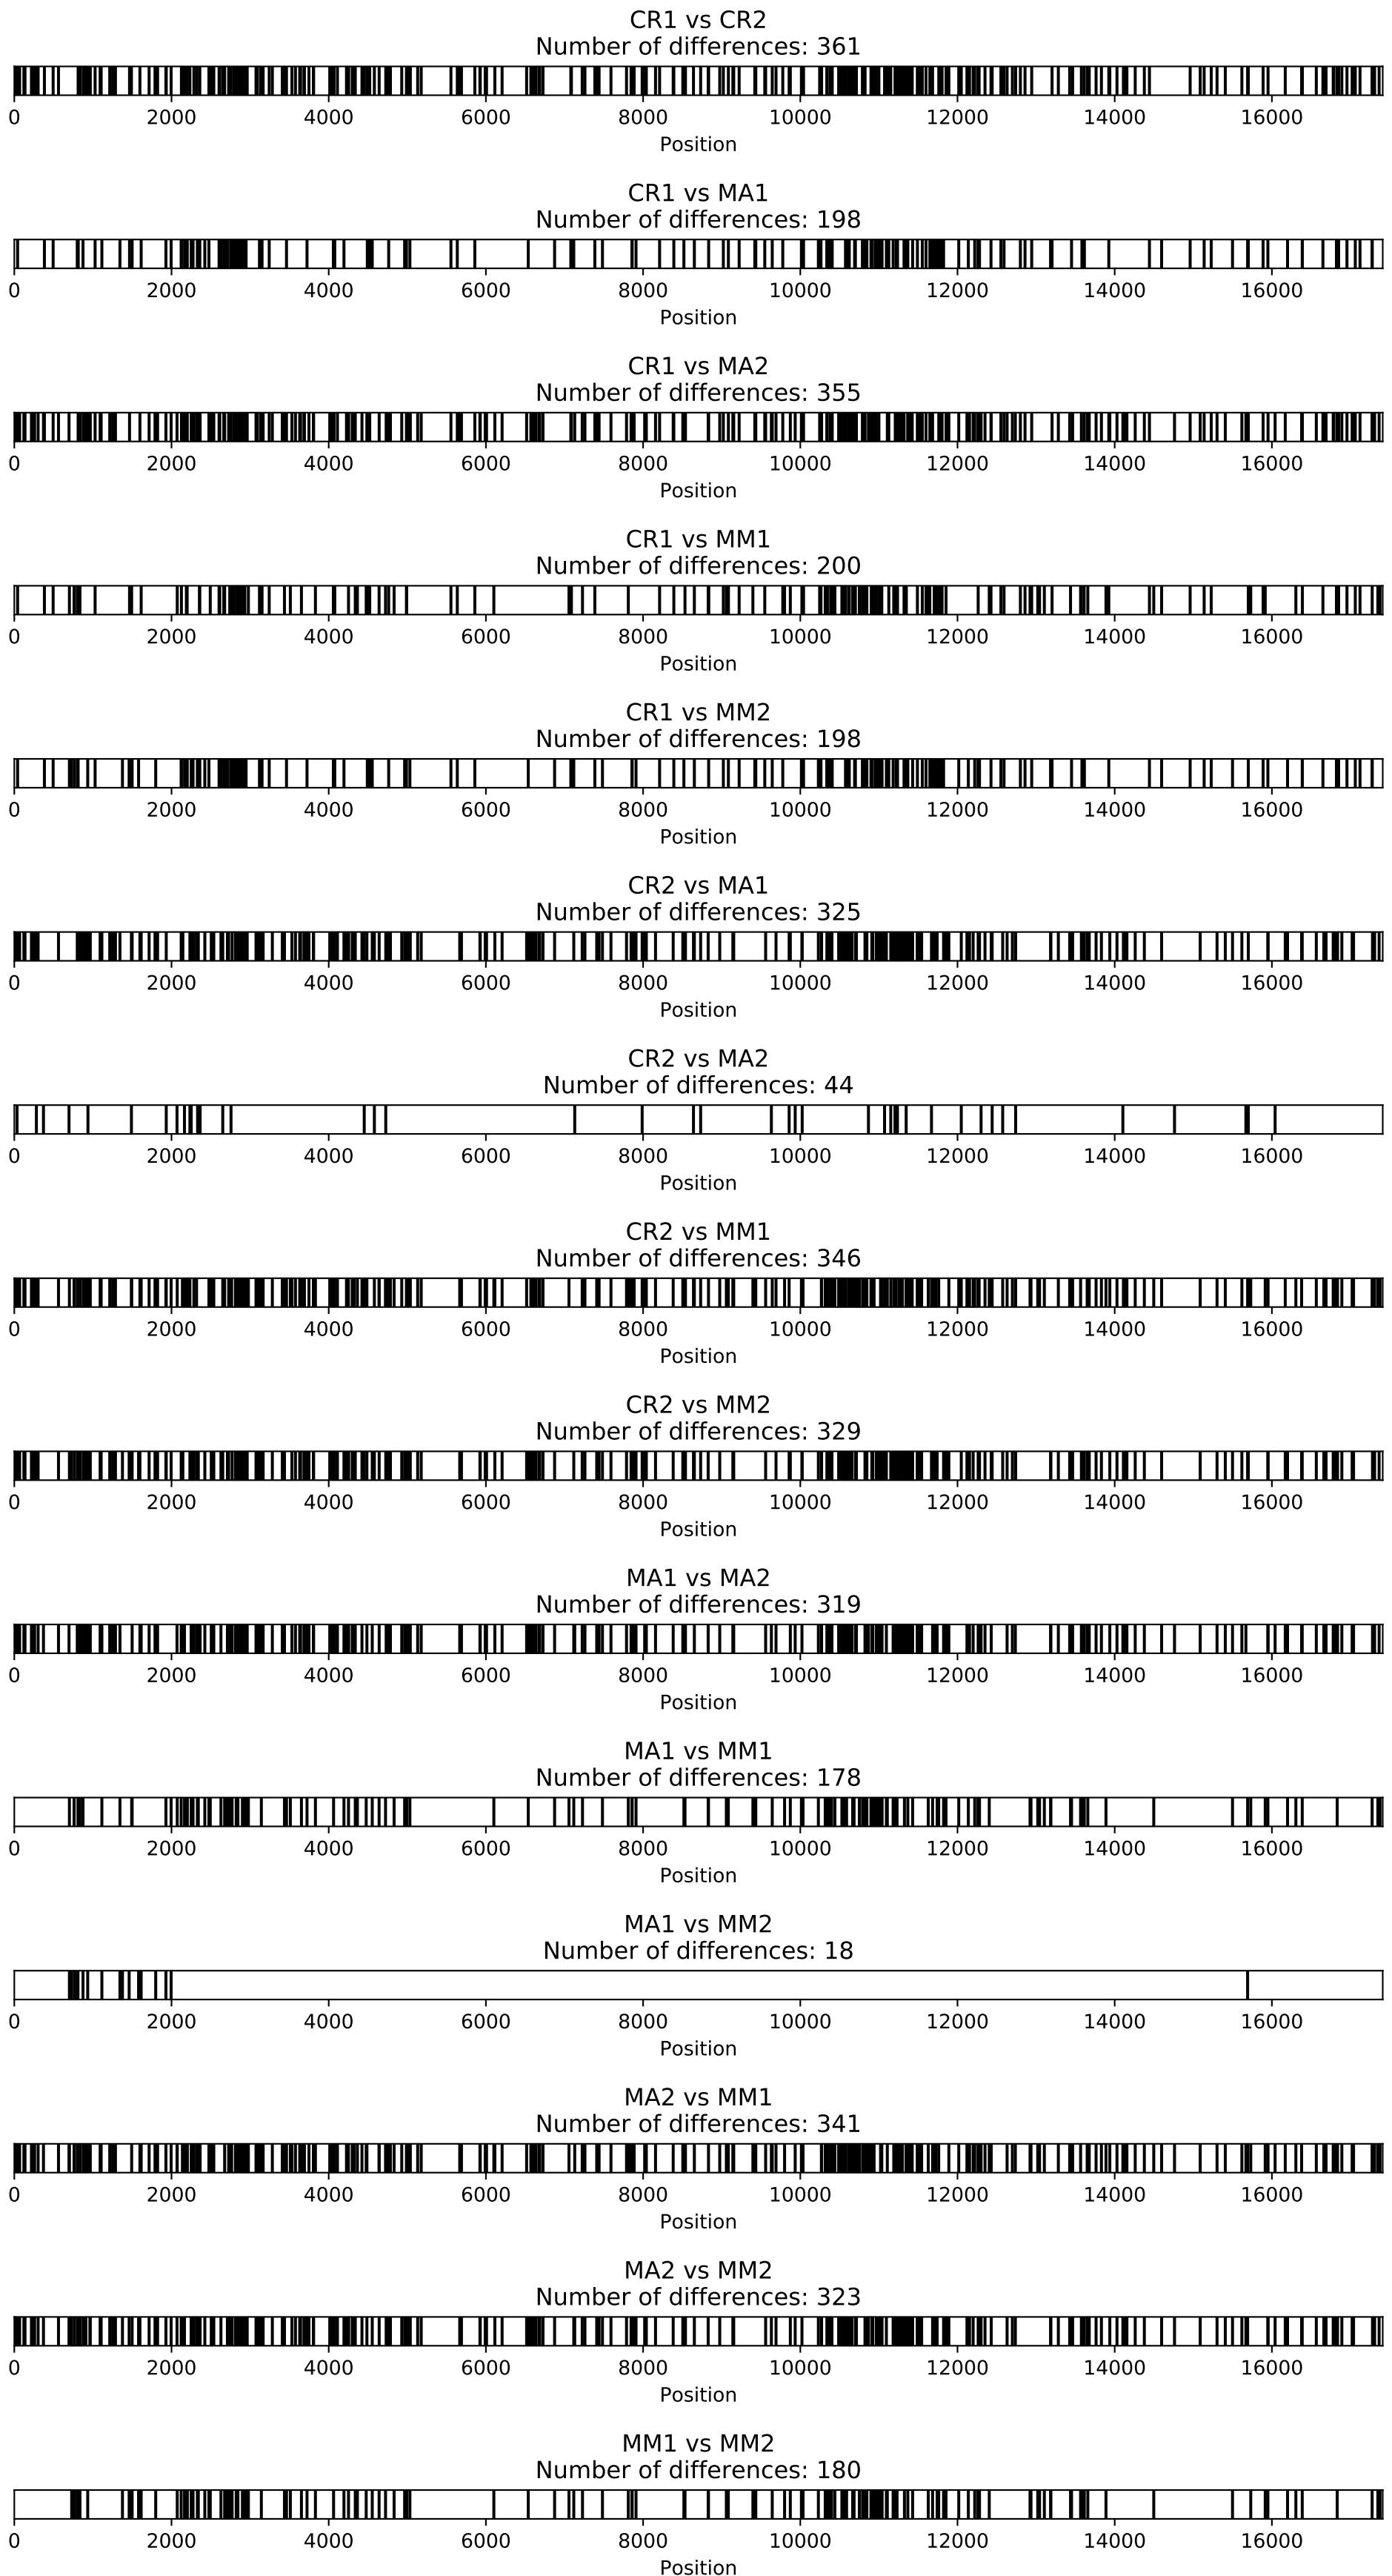 CR1 vs CR2
Number of differences: 361
0 2000 4000 6000 8000 10000 12000 14000 16000
Position
CR1 vs MA1
Number of differences: 198
0 2000 4000 6000 8000 10000 12000 14000 16000
Position
CR1 vs MA2
Number of differences: 355
0 2000 4000 6000 8000 10000 12000 14000 16000
Position
CR1 vs MM1
Number of differences: 200
0 2000 4000 6000 8000 10000 12000 14000 16000
Position
CR1 vs MM2
Number of differences: 198
0 2000 4000 6000 8000 10000 12000 14000 16000
Position
CR2 vs MA1
Number of differences: 325
0 2000 4000 6000 8000 10000 12000 14000 16000
Position
CR2 vs MA2
Number of differences: 44
0 2000 4000 6000 8000 10000 12000 14000 16000
Position
CR2 vs MM1
Number of differences: 346
0 2000 4000 6000 8000 10000 12000 14000 16000
Position
CR2 vs MM2
Number of differences: 329
0 2000 4000 6000 8000 10000 12000 14000 16000
Position
MA1 vs MA2
Number of differences: 319
0 2000 4000 6000 8000 10000 12000 14000 16000
Position
MA1 vs MM1
Number of differences: 178
0 2000 4000 6000 8000 10000 12000 14000 16000
Position
MA1 vs MM2
Number of differences: 18
0 2000 4000 6000 8000 10000 12000 14000 16000
Position
MA2 vs MM1
Number of differences: 341
0 2000 4000 6000 8000 10000 12000 14000 16000
Position
MA2 vs MM2
Number of differences: 323
0 2000 4000 6000 8000 10000 12000 14000 16000
Position
MM1 vs MM2
Number of differences: 180
0 2000 4000 6000 8000 10000 12000 14000 16000
Position